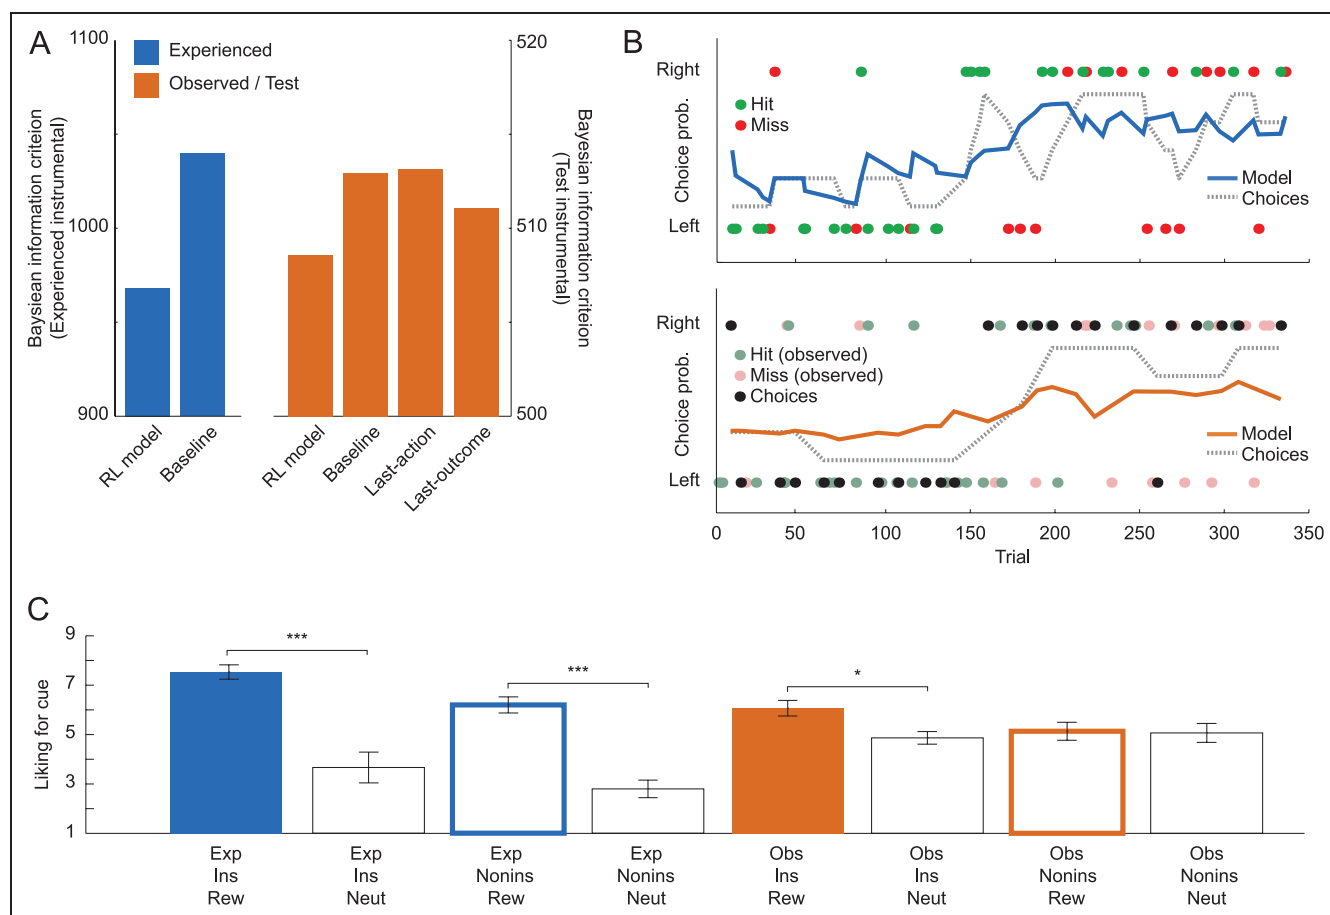 A
1100
1000
900
Baysiean information criteion
(Experienced instrumental)
Experienced
Observed / Test
520
510
500
Bayesian information criteion
(Test instrumental)
RL model
Baseline
RL model
Baseline
Last-action
Last-outcome
B
Right
Hit
Miss
Choice prob.
Model
Choices
Left
Right
Hit (observed)
Miss (observed)
Choices
Choice prob.
Model
Choices
Left
0 50 100 150 200 250 300 350
Trial
C
9
7
5
3
1
Liking for cue
***
***
*
Exp
Ins
Rew
Exp
Ins
Neut
Exp
Nonins
Rew
Exp
Nonins
Neut
Obs
Ins
Rew
Obs
Ins
Neut
Obs
Nonins
Rew
Obs
Nonins
Neut